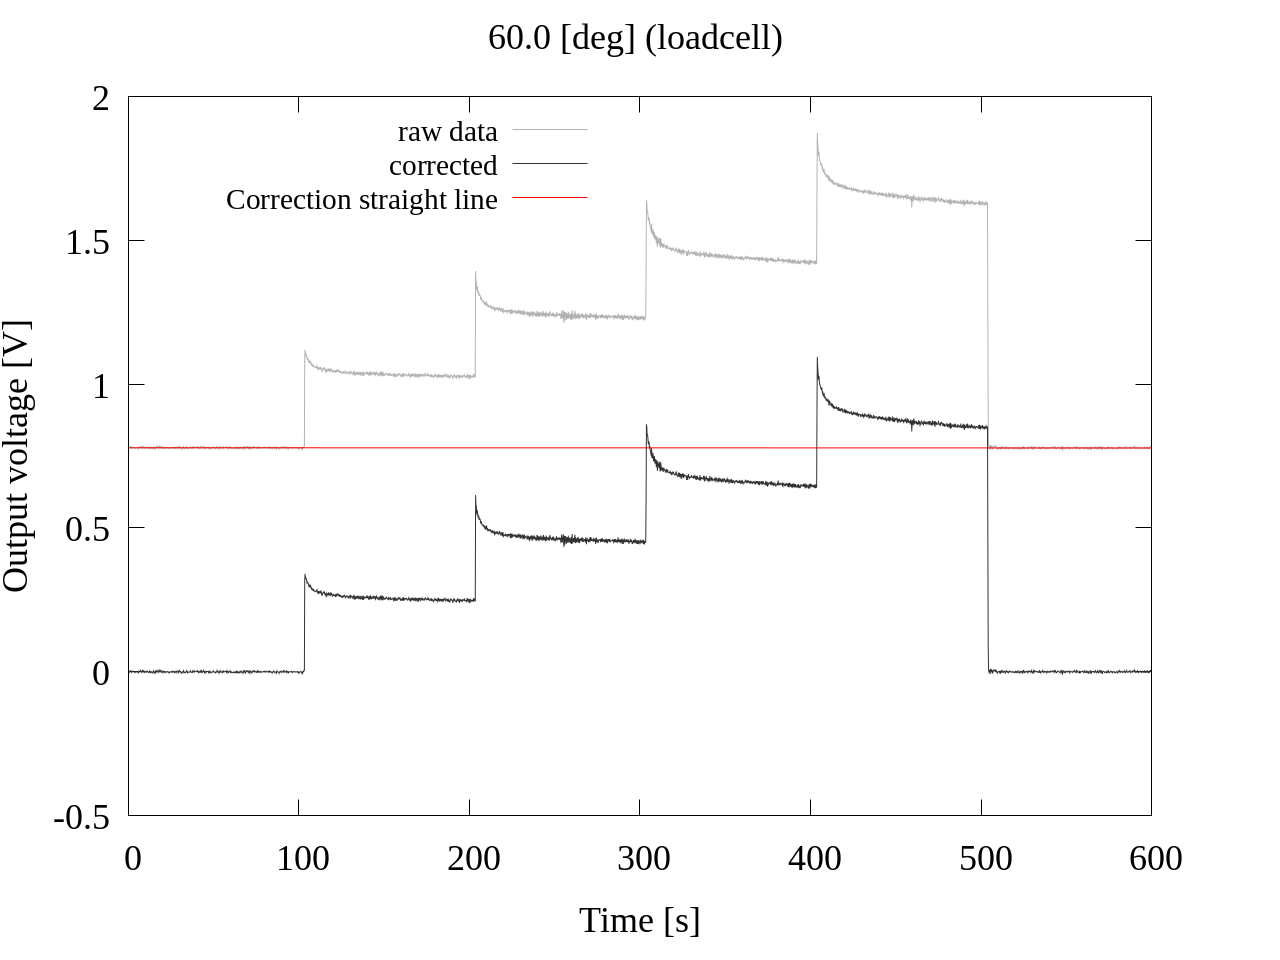 60.0 [deg] (loadcell)
2
1.5
1
0.5
0
-0.5
raw data
corrected
Correction straight line
Output voltage [V]
0 100 200 300 400 500 600
Time [s]